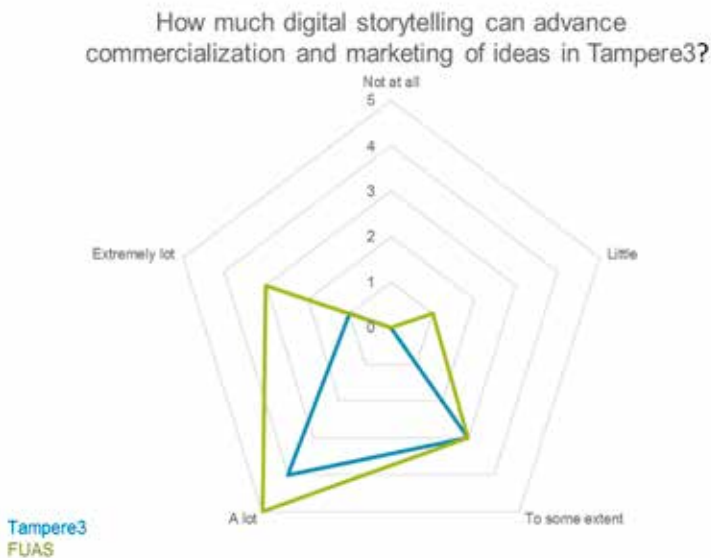 How much digital storytelling can advance
commercialization and marketing of ideas in Tampere3?
Not at all
5
4
3
2
1
0
Extremely lot
Little
A lot
To some extent
Tampere3
FUAS